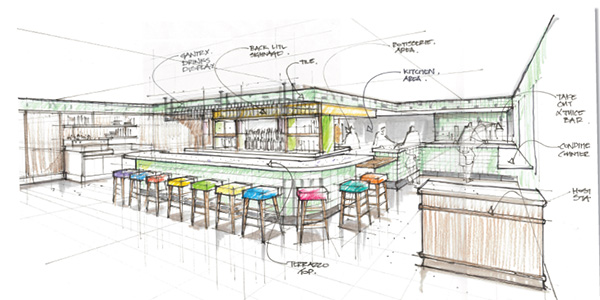 GANTRY
DRINKS
DISPLAY.
BACK LIT
SIGNAGE.
TILE.
ROTISSERIE.
AREA.
KITCHEN
AREA.
TAKE
OUT
& JUICE
BAR.
COUNTER.
HOST
STA
TERRAZZO
TOP.